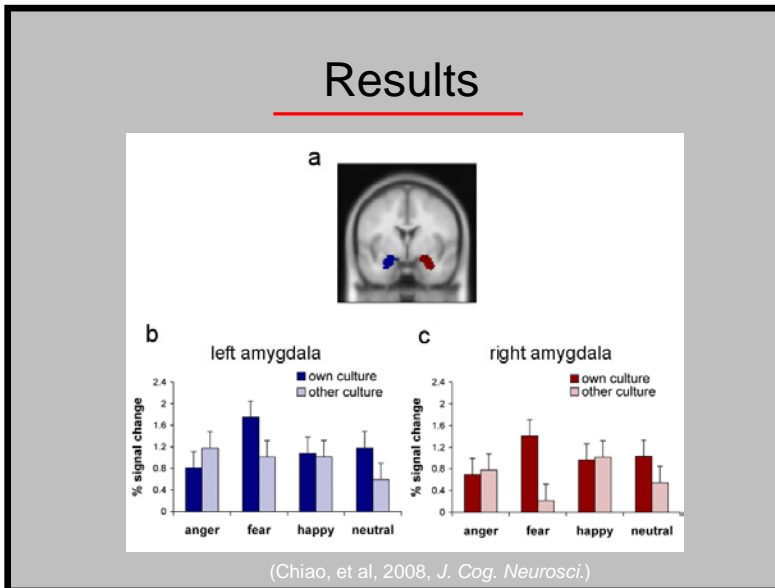 Results
a
b
left amygdala
own culture
other culture
% signal change
2.4
2
1.6
1.2
0.8
0.4
0
anger fear happy neutral
c
right amygdala
own culture
other culture
% signal change
2.4
2
1.6
1.2
0.8
0.4
0
anger fear happy neutral
(Chiao, et al, 2008, J. Cog. Neurosci.)